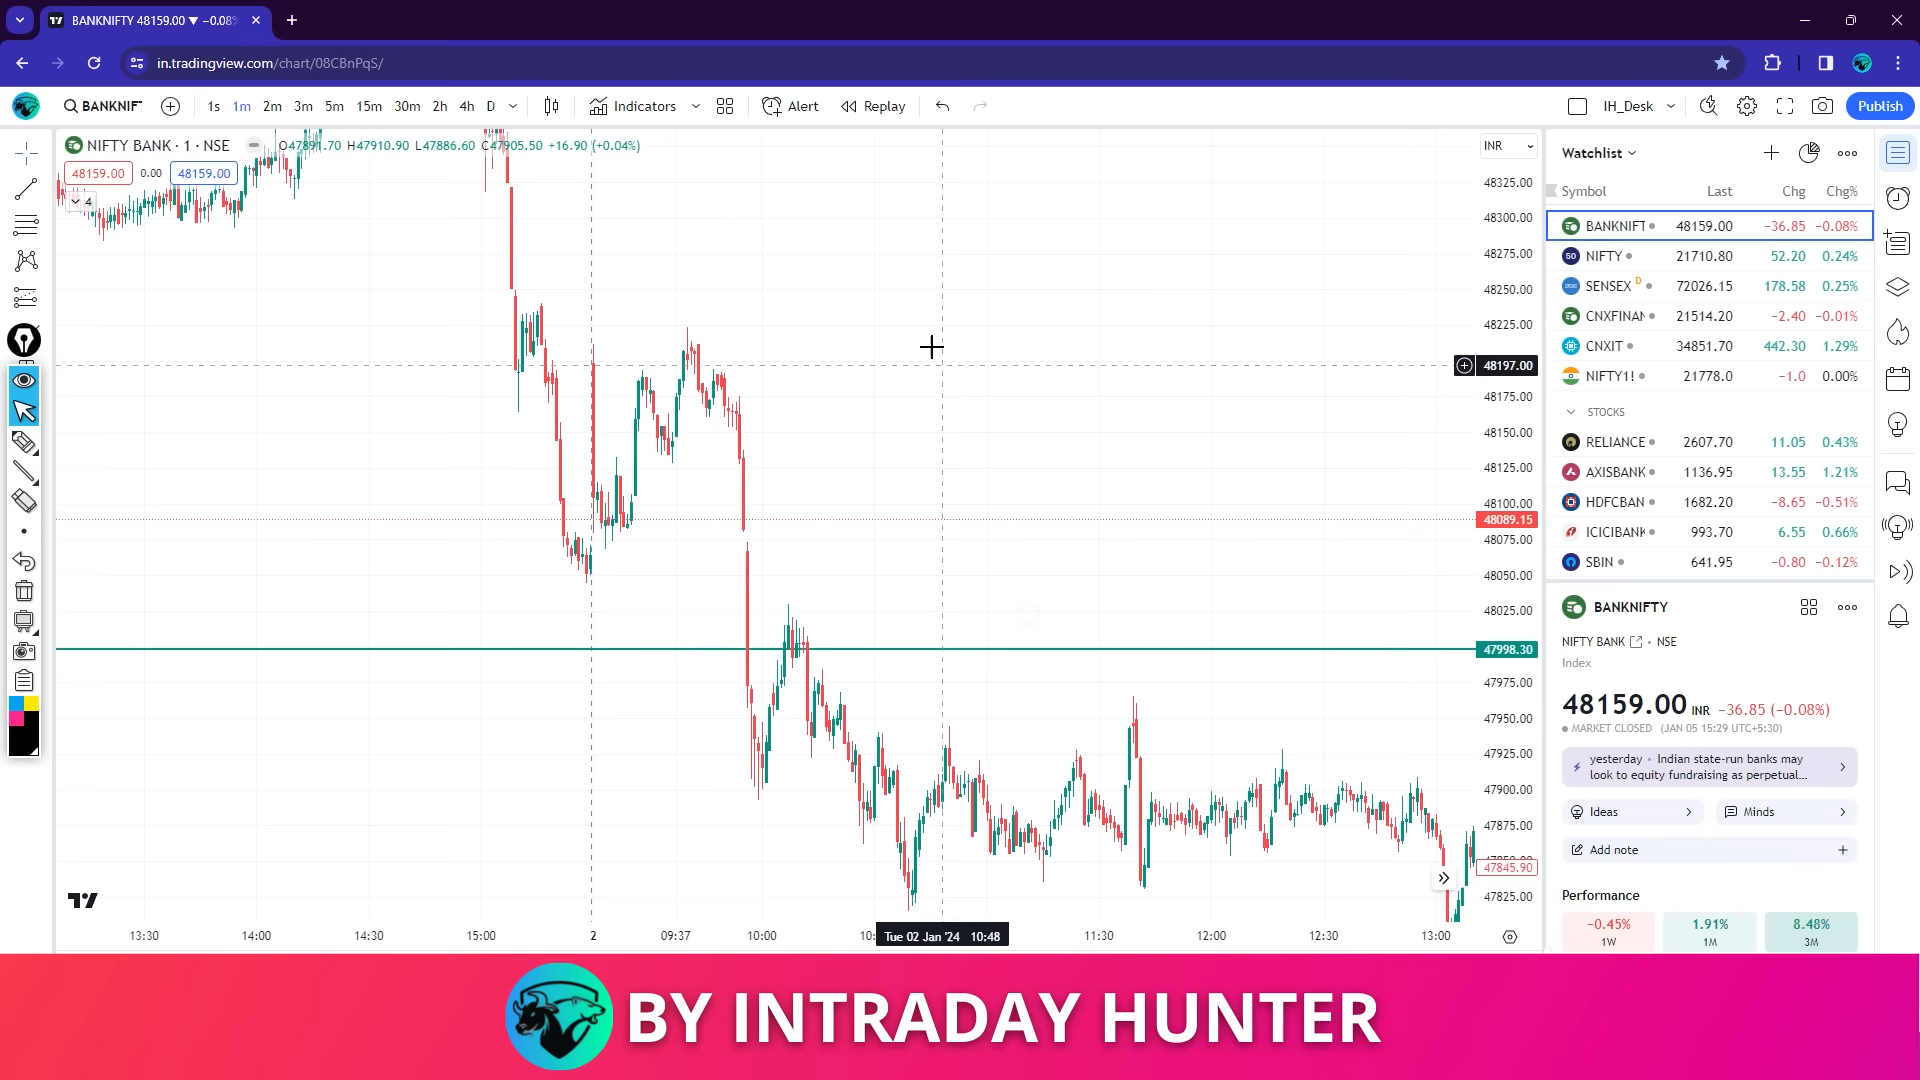 BANKNIFTY 48159.00 ▼ −0.08%
in.tradingview.com/chart/08CBnPqS/
BANKNIF 1s 1m 2m 3m 5m 15m 30m 2h 4h D Indicators Alert Replay IH_Desk Publish
NIFTY BANK · 1 · NSE O47891.70 H47910.90 L47886.60 C47905.50 +16.90 (+0.04%)
48159.00 0.00 48159.00
4
INR
48325.00
48300.00
48275.00
48250.00
48225.00
48197.00
48175.00
48150.00
48125.00
48100.00
48089.15
48075.00
48050.00
48025.00
47998.30
47975.00
47950.00
47925.00
47900.00
47875.00
47845.90
47825.00
13:30 14:00 14:30 15:00 2 09:37 10:00 10: Tue 02 Jan '24 10:48 11:30 12:00 12:30 13:00
Watchlist
Symbol Last Chg Chg%
BANKNIFT 48159.00 −36.85 −0.08%
50 NIFTY 21710.80 52.20 0.24%
SENSEX D 72026.15 178.58 0.25%
CNXFINAN 21514.20 −2.40 −0.01%
CNXIT 34851.70 442.30 1.29%
NIFTY1! 21778.0 −1.0 0.00%
STOCKS
RELIANCE 2607.70 11.05 0.43%
AXISBANK 1136.95 13.55 1.21%
HDFCBAN 1682.20 −8.65 −0.51%
ICICIBANK 993.70 6.55 0.66%
SBIN 641.95 −0.80 −0.12%
BANKNIFTY
NIFTY BANK · NSE
Index
48159.00 INR −36.85 (−0.08%)
MARKET CLOSED (JAN 05 15:29 UTC+5:30)
yesterday · Indian state-run banks may
look to equity fundraising as perpetual...
Ideas Minds
Add note
Performance
−0.45% 1.91% 8.48%
1W 1M 3M
BY INTRADAY HUNTER